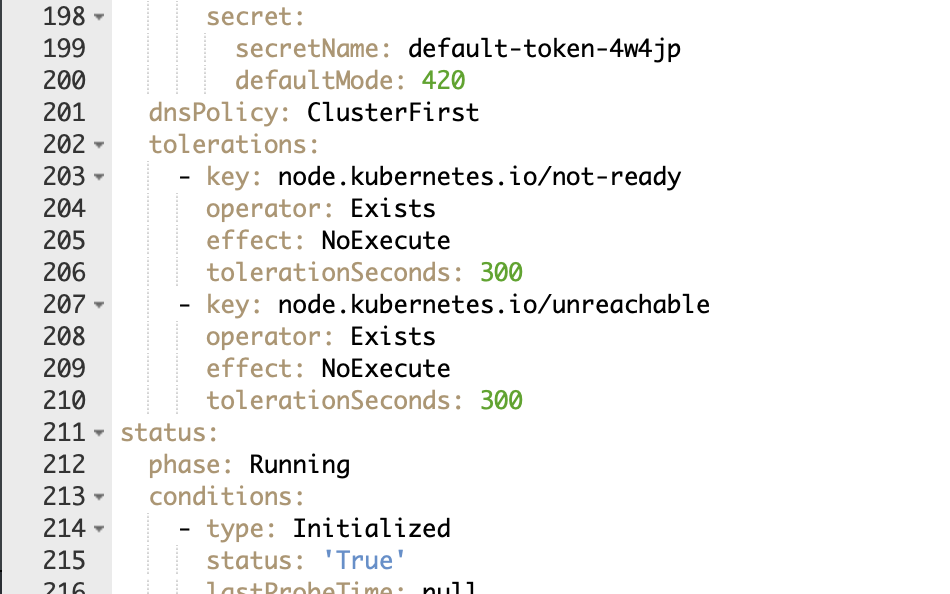 198 secret:
199 secretName: default-token-4w4jp
200 defaultMode: 420
201 dnsPolicy: ClusterFirst
202 tolerations:
203 - key: node.kubernetes.io/not-ready
204 operator: Exists
205 effect: NoExecute
206 tolerationSeconds: 300
207 - key: node.kubernetes.io/unreachable
208 operator: Exists
209 effect: NoExecute
210 tolerationSeconds: 300
211 status:
212 phase: Running
213 conditions:
214 - type: Initialized
215 status: 'True'
216 lastProbeTime: null